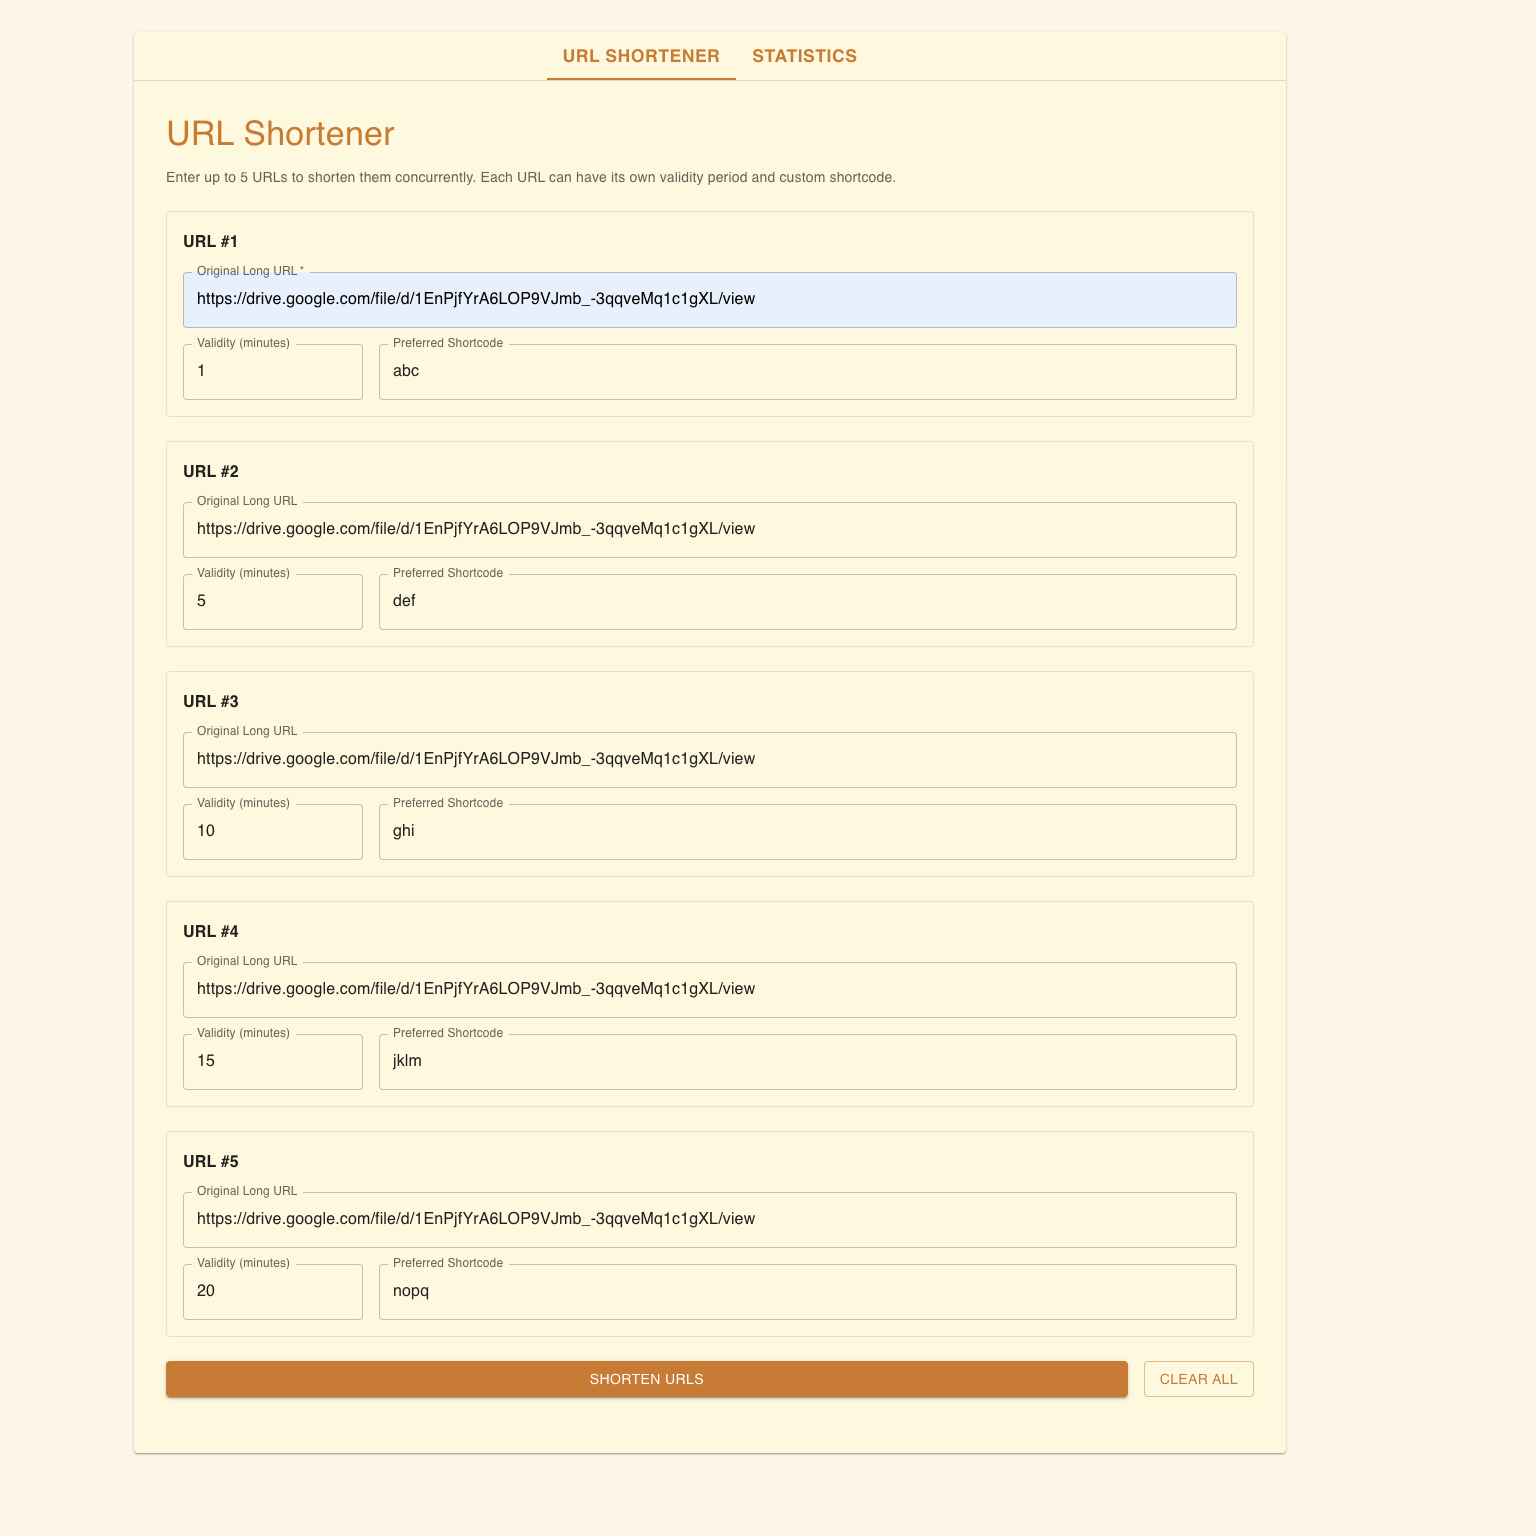 URL SHORTENER STATISTICS
URL Shortener
Enter up to 5 URLs to shorten them concurrently. Each URL can have its own validity period and custom shortcode.
URL #1
Original Long URL *
https://drive.google.com/file/d/1EnPjfYrA6LOP9VJmb_-3qqveMq1c1gXL/view
Validity (minutes) Preferred Shortcode
1 abc
URL #2
Original Long URL
https://drive.google.com/file/d/1EnPjfYrA6LOP9VJmb_-3qqveMq1c1gXL/view
Validity (minutes) Preferred Shortcode
5 def
URL #3
Original Long URL
https://drive.google.com/file/d/1EnPjfYrA6LOP9VJmb_-3qqveMq1c1gXL/view
Validity (minutes) Preferred Shortcode
10 ghi
URL #4
Original Long URL
https://drive.google.com/file/d/1EnPjfYrA6LOP9VJmb_-3qqveMq1c1gXL/view
Validity (minutes) Preferred Shortcode
15 jklm
URL #5
Original Long URL
https://drive.google.com/file/d/1EnPjfYrA6LOP9VJmb_-3qqveMq1c1gXL/view
Validity (minutes) Preferred Shortcode
20 nopq
SHORTEN URLS CLEAR ALL